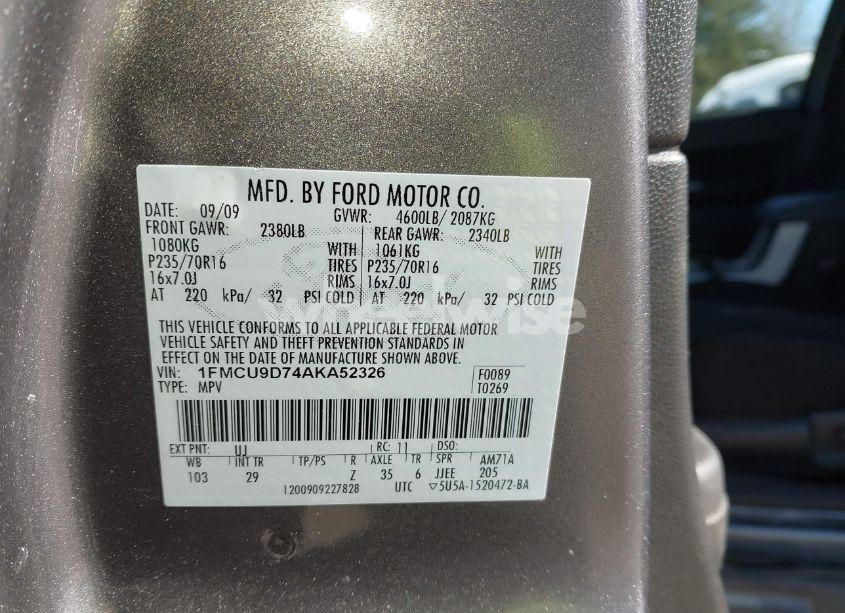 MFD. BY FORD MOTOR CO.
DATE: 09/09 GVWR: 4600LB/ 2087KG
FRONT GAWR: 2380LB REAR GAWR: 2340LB
1080KG WITH 1061KG WITH
P235/70R16 TIRES P235/70R16 TIRES
16x7.0J RIMS 16x7.0J RIMS
AT 220 kPa/ 32 PSI COLD AT 220 kPa/ 32 PSI COLD
wheelwise
THIS VEHICLE CONFORMS TO ALL APPLICABLE FEDERAL MOTOR
VEHICLE SAFETY AND THEFT PREVENTION STANDARDS IN
EFFECT ON THE DATE OF MANUFACTURE SHOWN ABOVE.
VIN: 1FMCU9D74AKA52326 F0089
TYPE: MPV T0269
EXT PNT: UJ RC: 11 DSO:
WB INT TR TP/PS R AXLE TR SPR AM71A
103 29 Z 35 6 JJEE 205
1200909227828 UTC ▽5U5A-1520472-BA